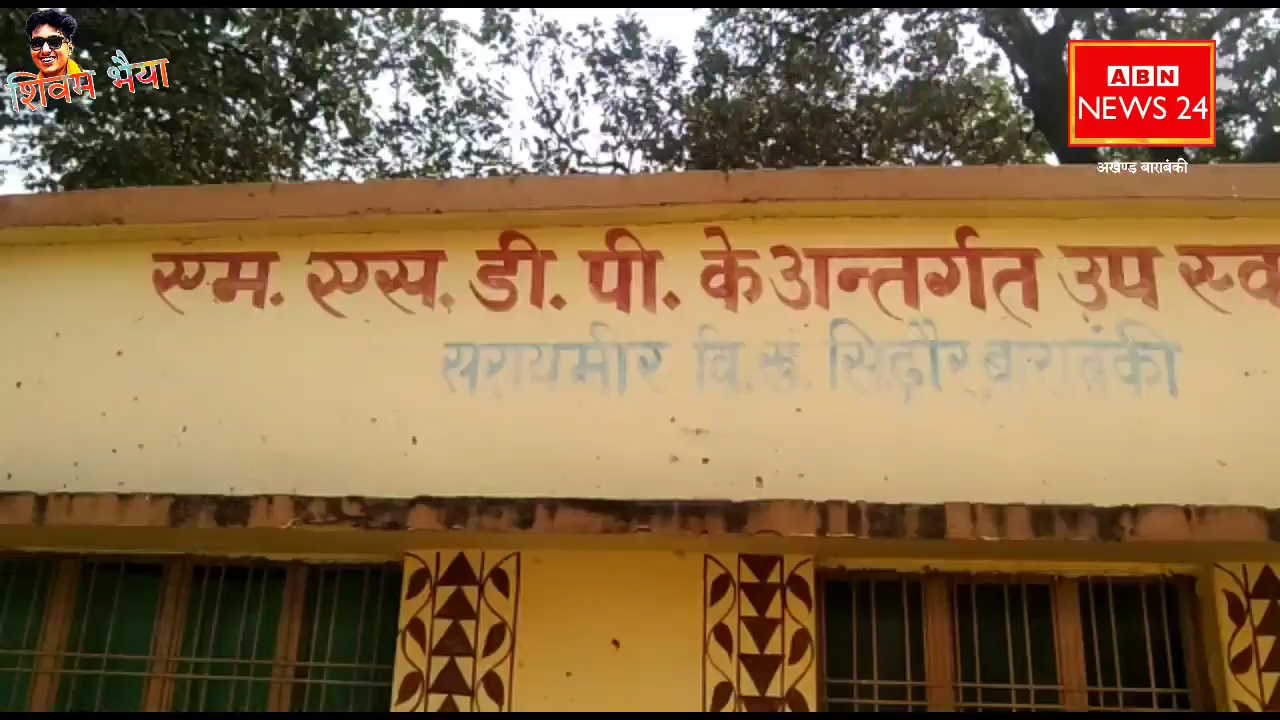 शिवम भैया
ABN
NEWS 24
अखण्ड बाराबंकी
एम. एस. डी. पी. के अन्तर्गत उप स्व
सरायमीर वि. ख. सिद्धौर बाराबंकी